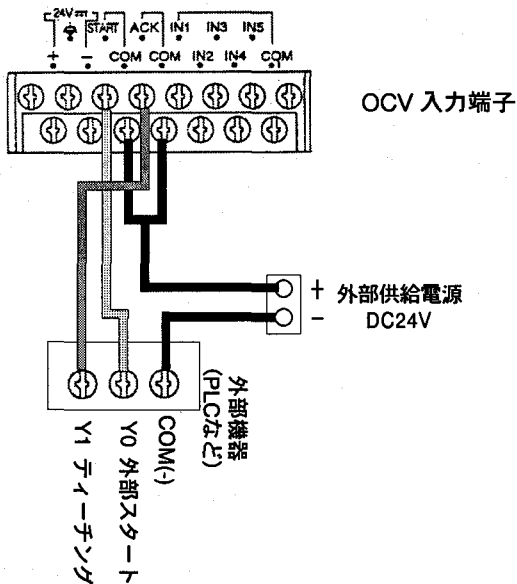 24V
START ACK IN1 IN3 IN5
+ - COM COM IN2 IN4 COM
OCV 入力端子
+ 外部供給電源
- DC24V
外部機器
(PLCなど)
COM(-)
Y0 外部スタート
Y1 ティーチング